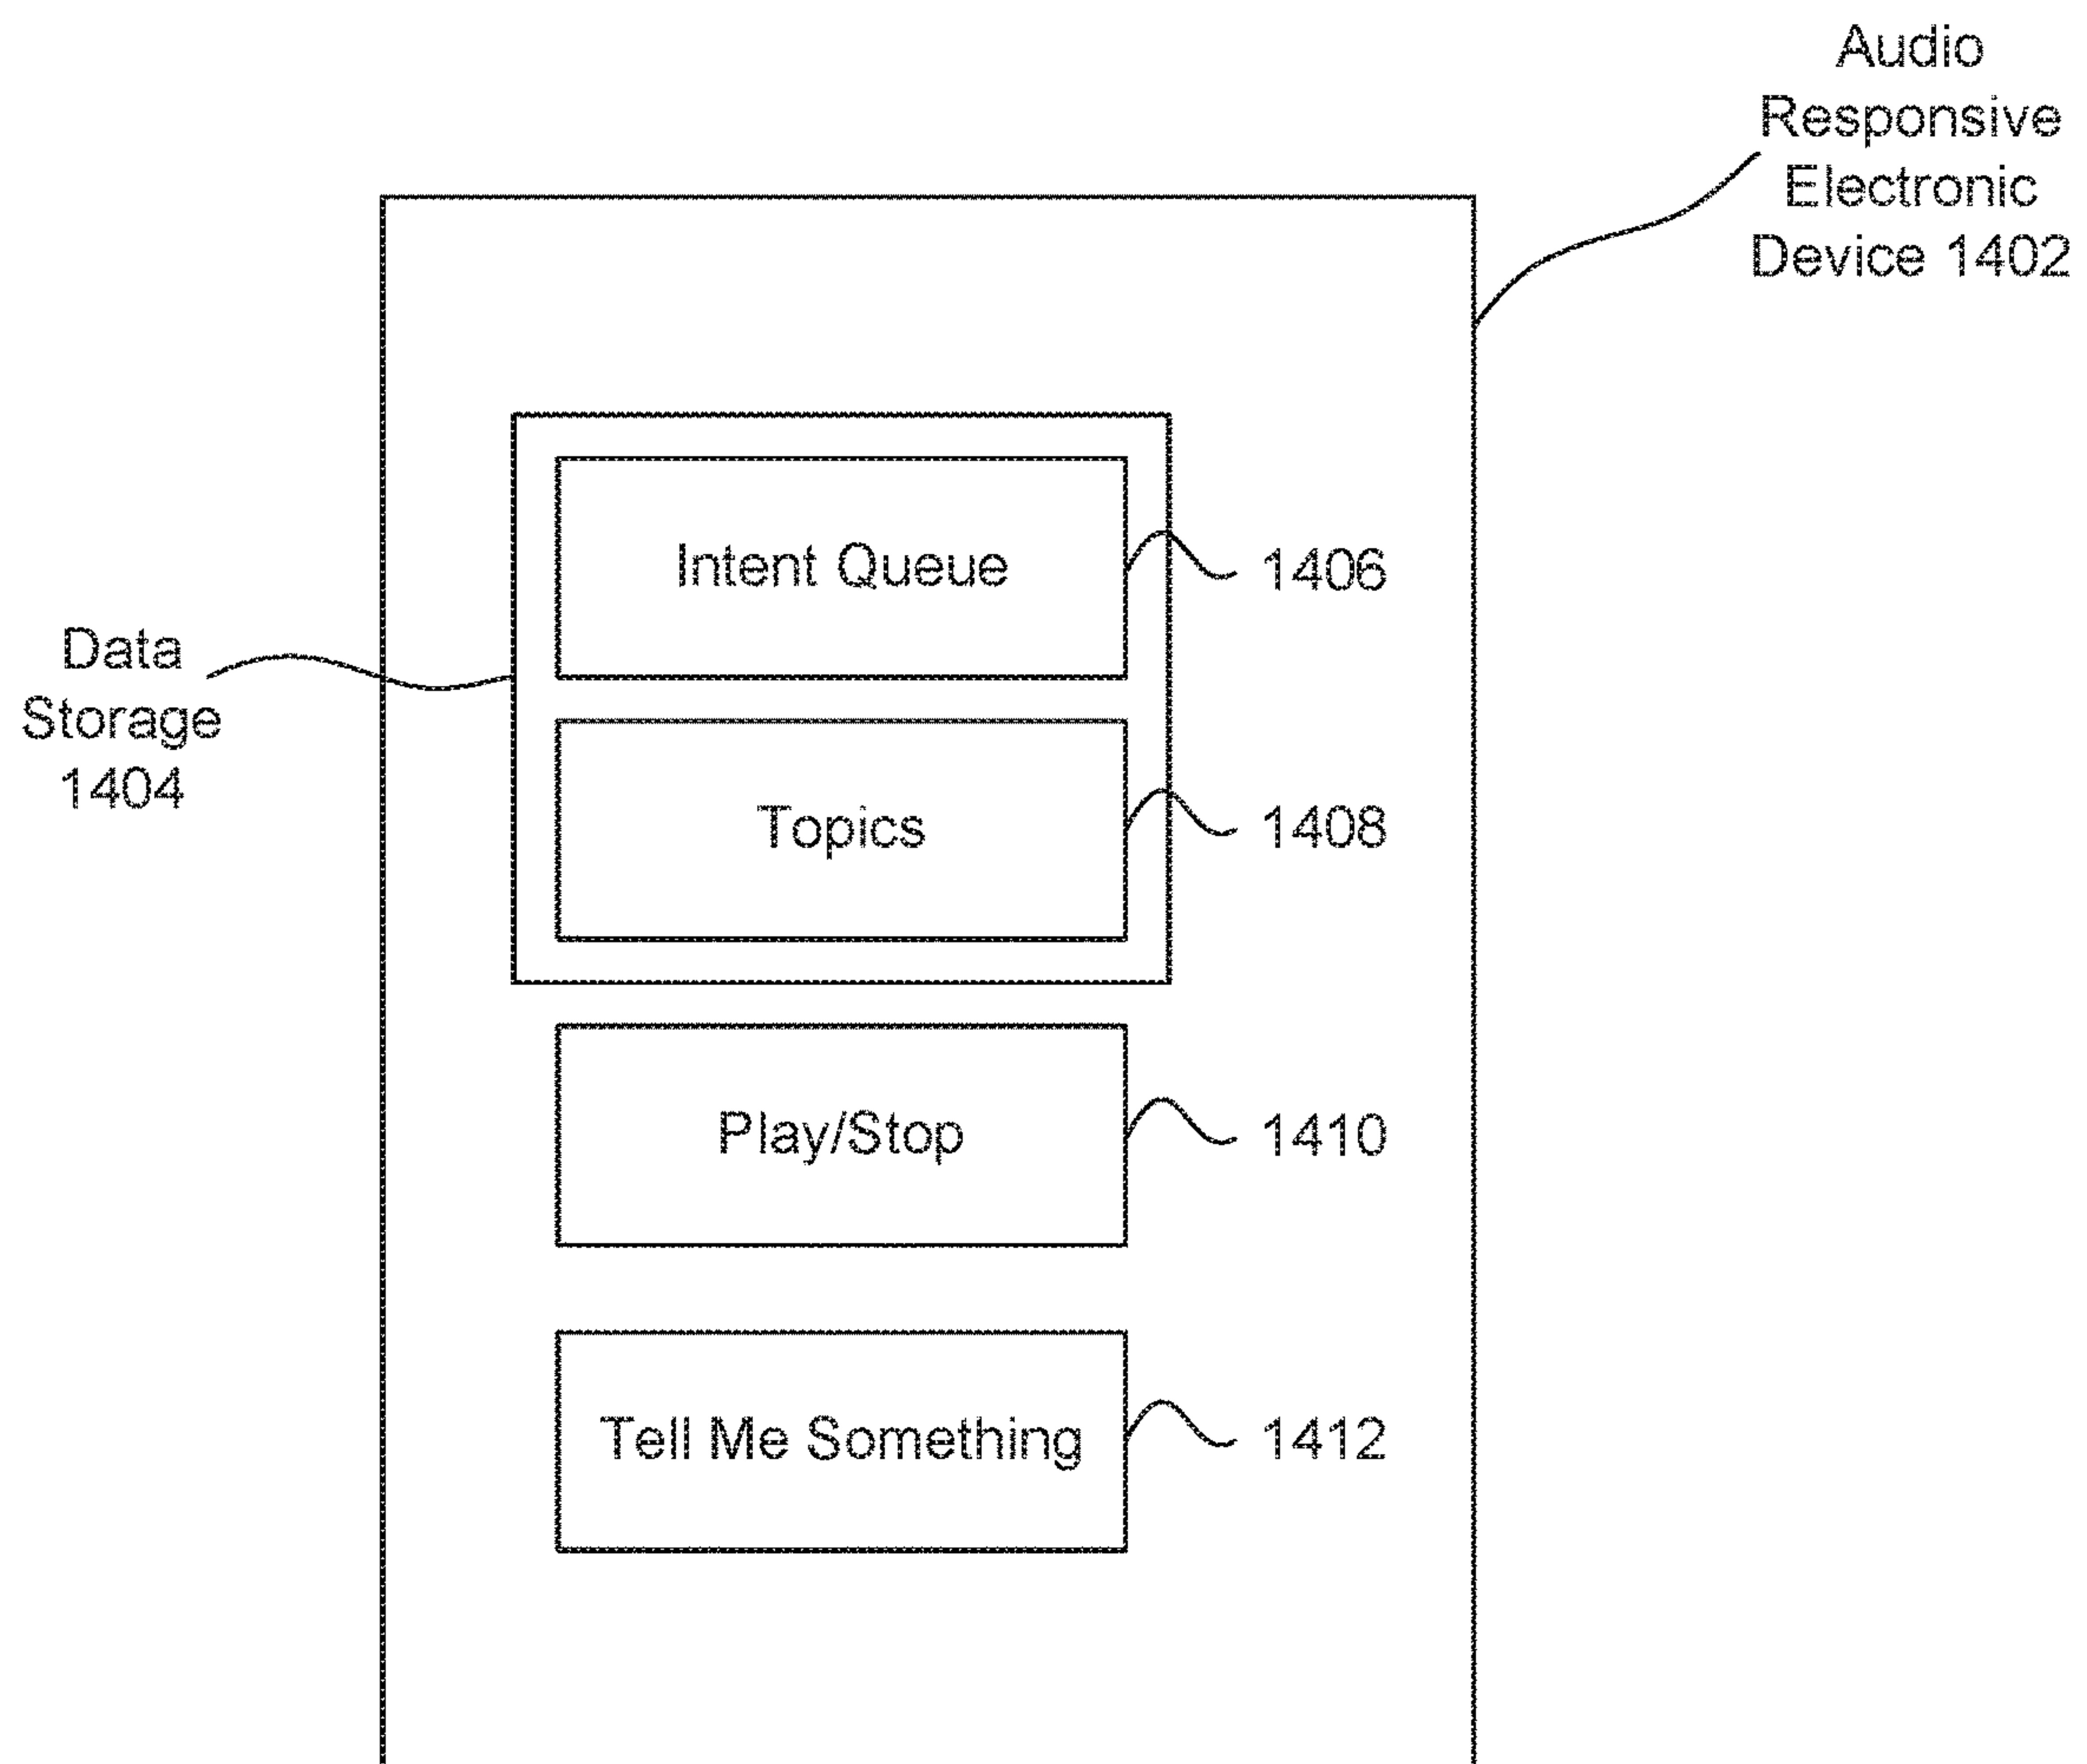 Audio
Responsive
Electronic
Device 1402
Intent Queue
1406
Data
Storage
1404
Topics
1408
Play/Stop
1410
Tell Me Something
1412